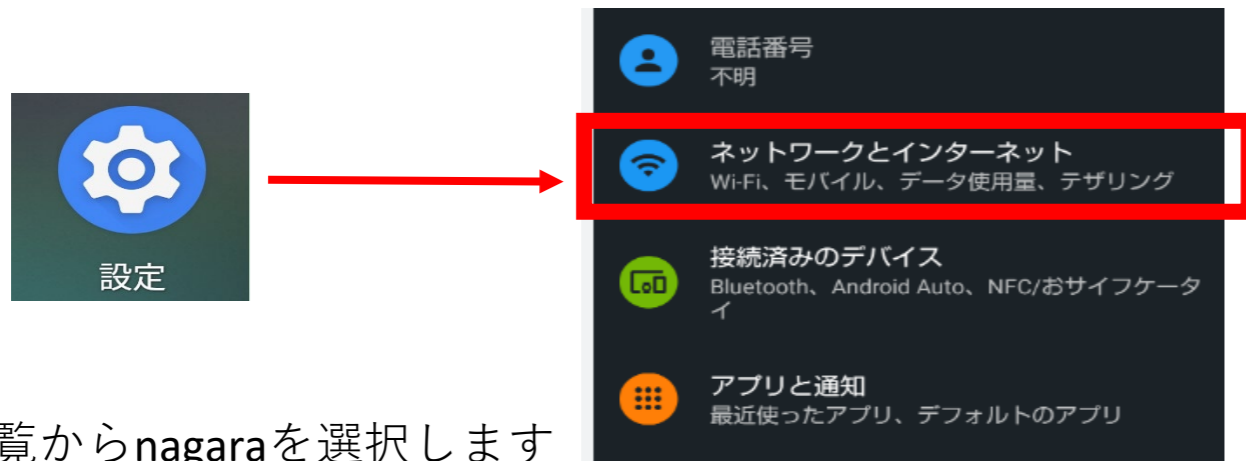 設定
電話番号
不明
ネットワークとインターネット
Wi-Fi、モバイル、データ使用量、テザリング
接続済みのデバイス
Bluetooth、Android Auto、NFC/おサイフケータ
イ
アプリと通知
最近使ったアプリ、デフォルトのアプリ
覧からnagaraを選択します